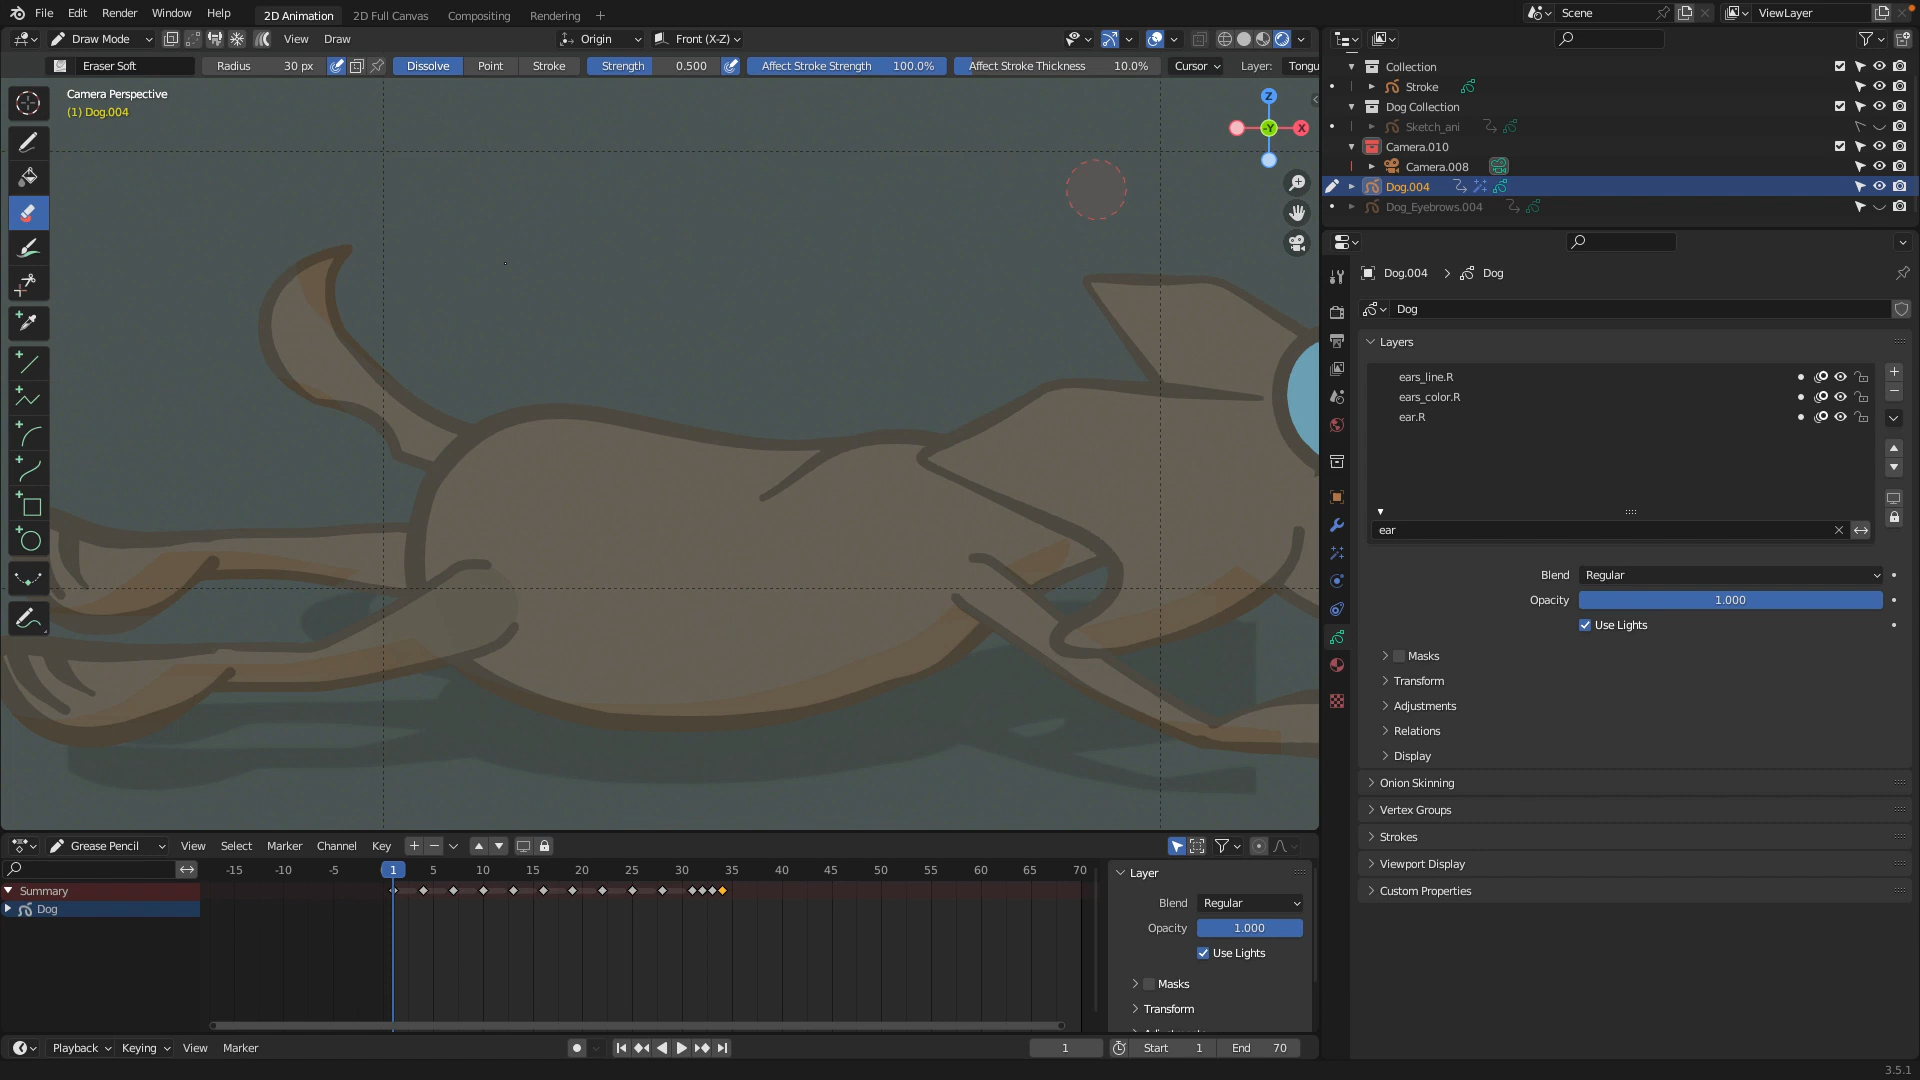 File Edit Render Window Help 2D Animation 2D Full Canvas Compositing Rendering + Scene ViewLayer
Draw Mode View Draw Origin Front (X-Z)
Eraser Soft Radius 30 px Dissolve Point Stroke Strength 0.500 Affect Stroke Strength 100.0% Affect Stroke Thickness 10.0% Cursor Layer: Tongu
Camera Perspective
(1) Dog.004
Z
-Y
X
Collection
Stroke
Dog Collection
Sketch_ani
Camera.010
Camera.008
Dog.004
Dog_Eyebrows.004
Dog.004 > Dog
Dog
Layers
ears_line.R
ears_color.R
ear.R
ear
Blend Regular
Opacity 1.000
Use Lights
Masks
Transform
Adjustments
Relations
Display
Onion Skinning
Vertex Groups
Strokes
Viewport Display
Custom Properties
Grease Pencil View Select Marker Channel Key
-15 -10 -5 1 5 10 15 20 25 30 35 40 45 50 55 60 65 70
Summary
Dog
Layer
Blend Regular
Opacity 1.000
Use Lights
Masks
Transform
Playback Keying View Marker 1 Start 1 End 70
3.5.1